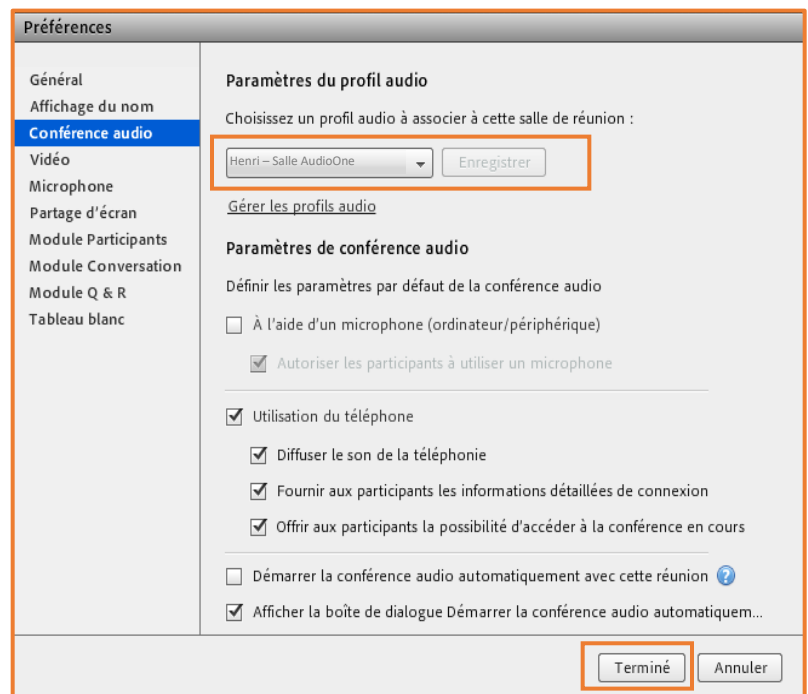 Préférences
Général
Affichage du nom
Conférence audio
Vidéo
Microphone
Partage d'écran
Module Participants
Module Conversation
Module Q & R
Tableau blanc
Paramètres du profil audio
Choisissez un profil audio à associer à cette salle de réunion :
Henri – Salle AudioOne
Enregistrer
Gérer les profils audio
Paramètres de conférence audio
Définir les paramètres par défaut de la conférence audio
À l'aide d'un microphone (ordinateur/périphérique)
Autoriser les participants à utiliser un microphone
Utilisation du téléphone
Diffuser le son de la téléphonie
Fournir aux participants les informations détaillées de connexion
Offrir aux participants la possibilité d'accéder à la conférence en cours
Démarrer la conférence audio automatiquement avec cette réunion ?
Afficher la boîte de dialogue Démarrer la conférence audio automatiquem...
Terminé
Annuler